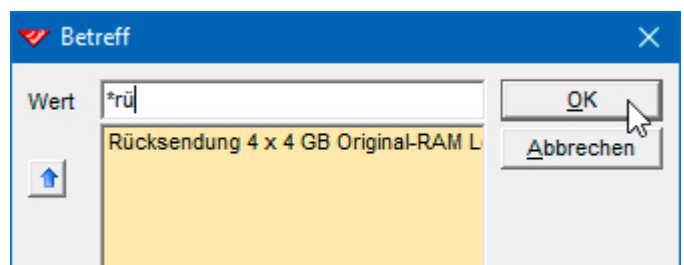 Betreff
Wert *rü OK
Rücksendung 4 x 4 GB Original-RAM Abbrechen